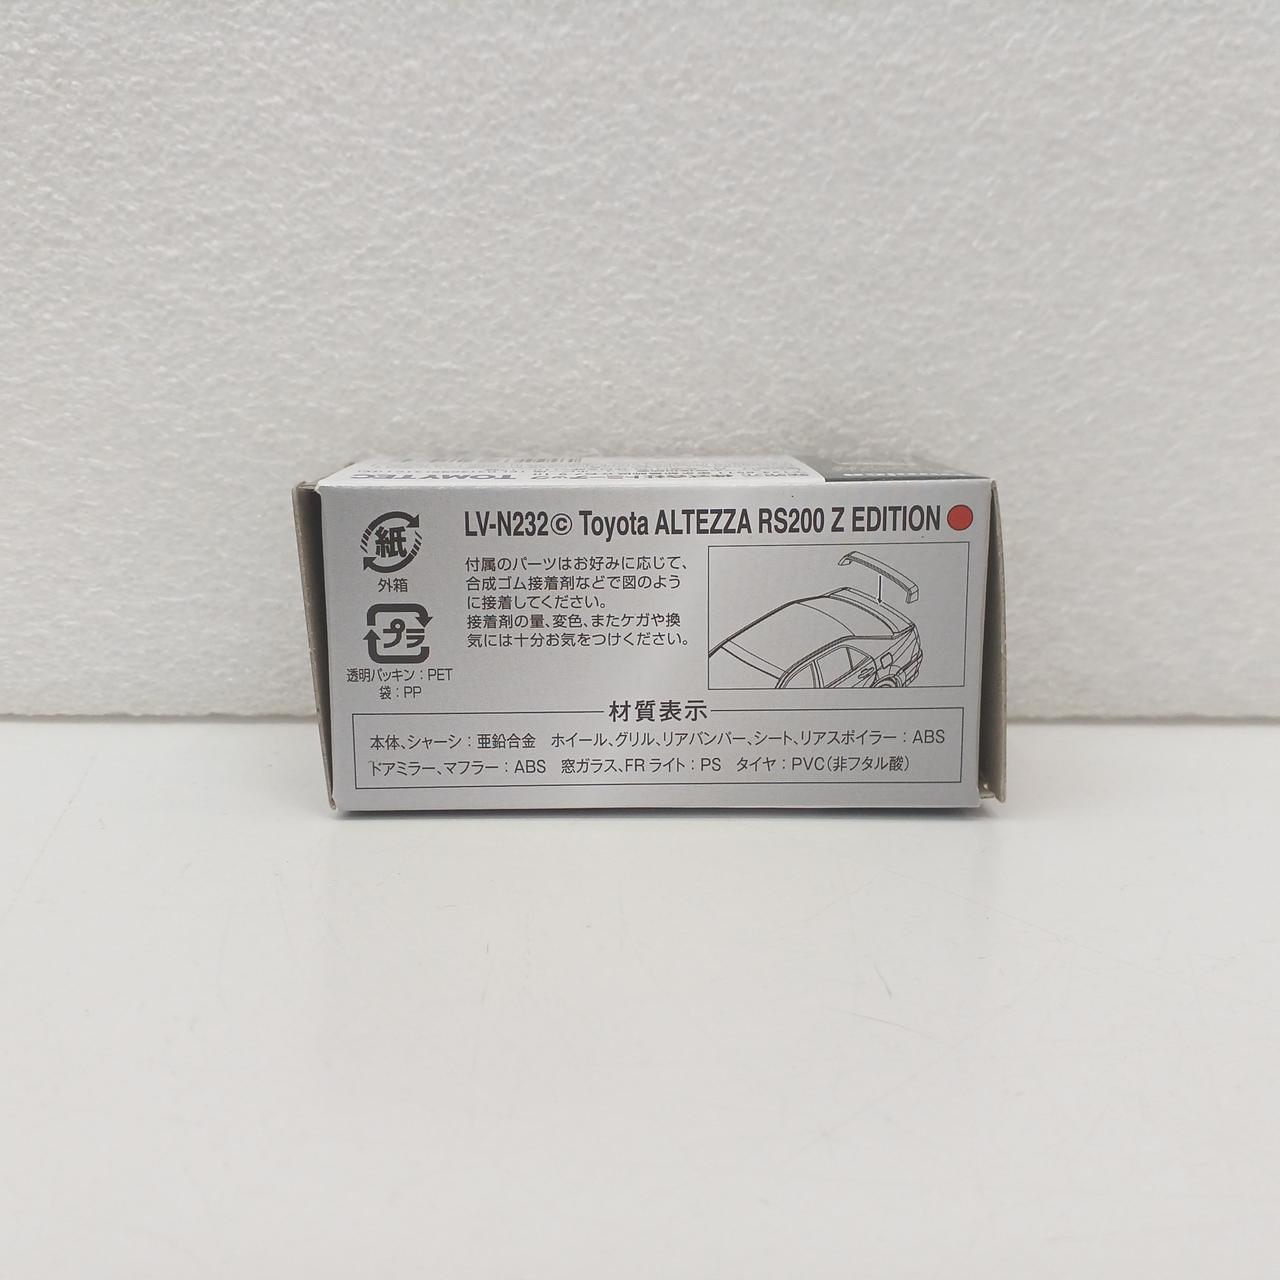 TOMYTEC
LV-N232ⓒ Toyota ALTEZZA RS200 Z EDITION
紙
外箱
プラ
透明パッキン：PET
袋：PP
付属のパーツはお好みに応じて、
合成ゴム接着剤などで図のよう
に接着してください。
接着剤の量、変色、またケガや換
気には十分お気をつけください。
材質表示
本体、シャーシ：亜鉛合金　ホイール、グリル、リアバンパー、シート、リアスポイラー：ABS
ドアミラー、マフラー：ABS　窓ガラス、FRライト：PS　タイヤ：PVC（非フタル酸）